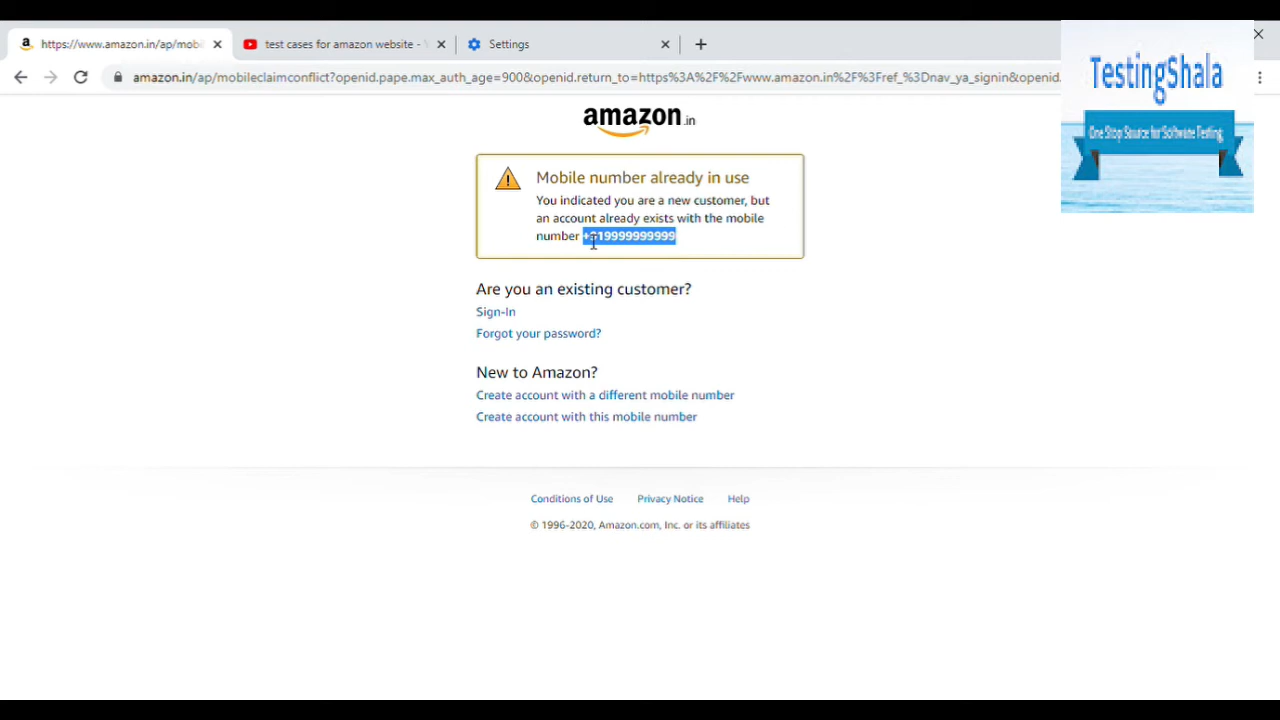 https://www.amazon.in/ap/mobi
test cases for amazon website -
Settings
amazon.in/ap/mobileclaimconflict?openid.pape.max_auth_age=900&openid.return_to=https%3A%2F%2Fwww.amazon.in%2F%3Fref_%3Dnav_ya_signin&openid.
TestingShala
One Stop Source for Software Testing
amazon.in
Mobile number already in use
You indicated you are a new customer, but
an account already exists with the mobile
number +919999999999
Are you an existing customer?
Sign-In
Forgot your password?
New to Amazon?
Create account with a different mobile number
Create account with this mobile number
Conditions of Use Privacy Notice Help
© 1996-2020, Amazon.com, Inc. or its affiliates